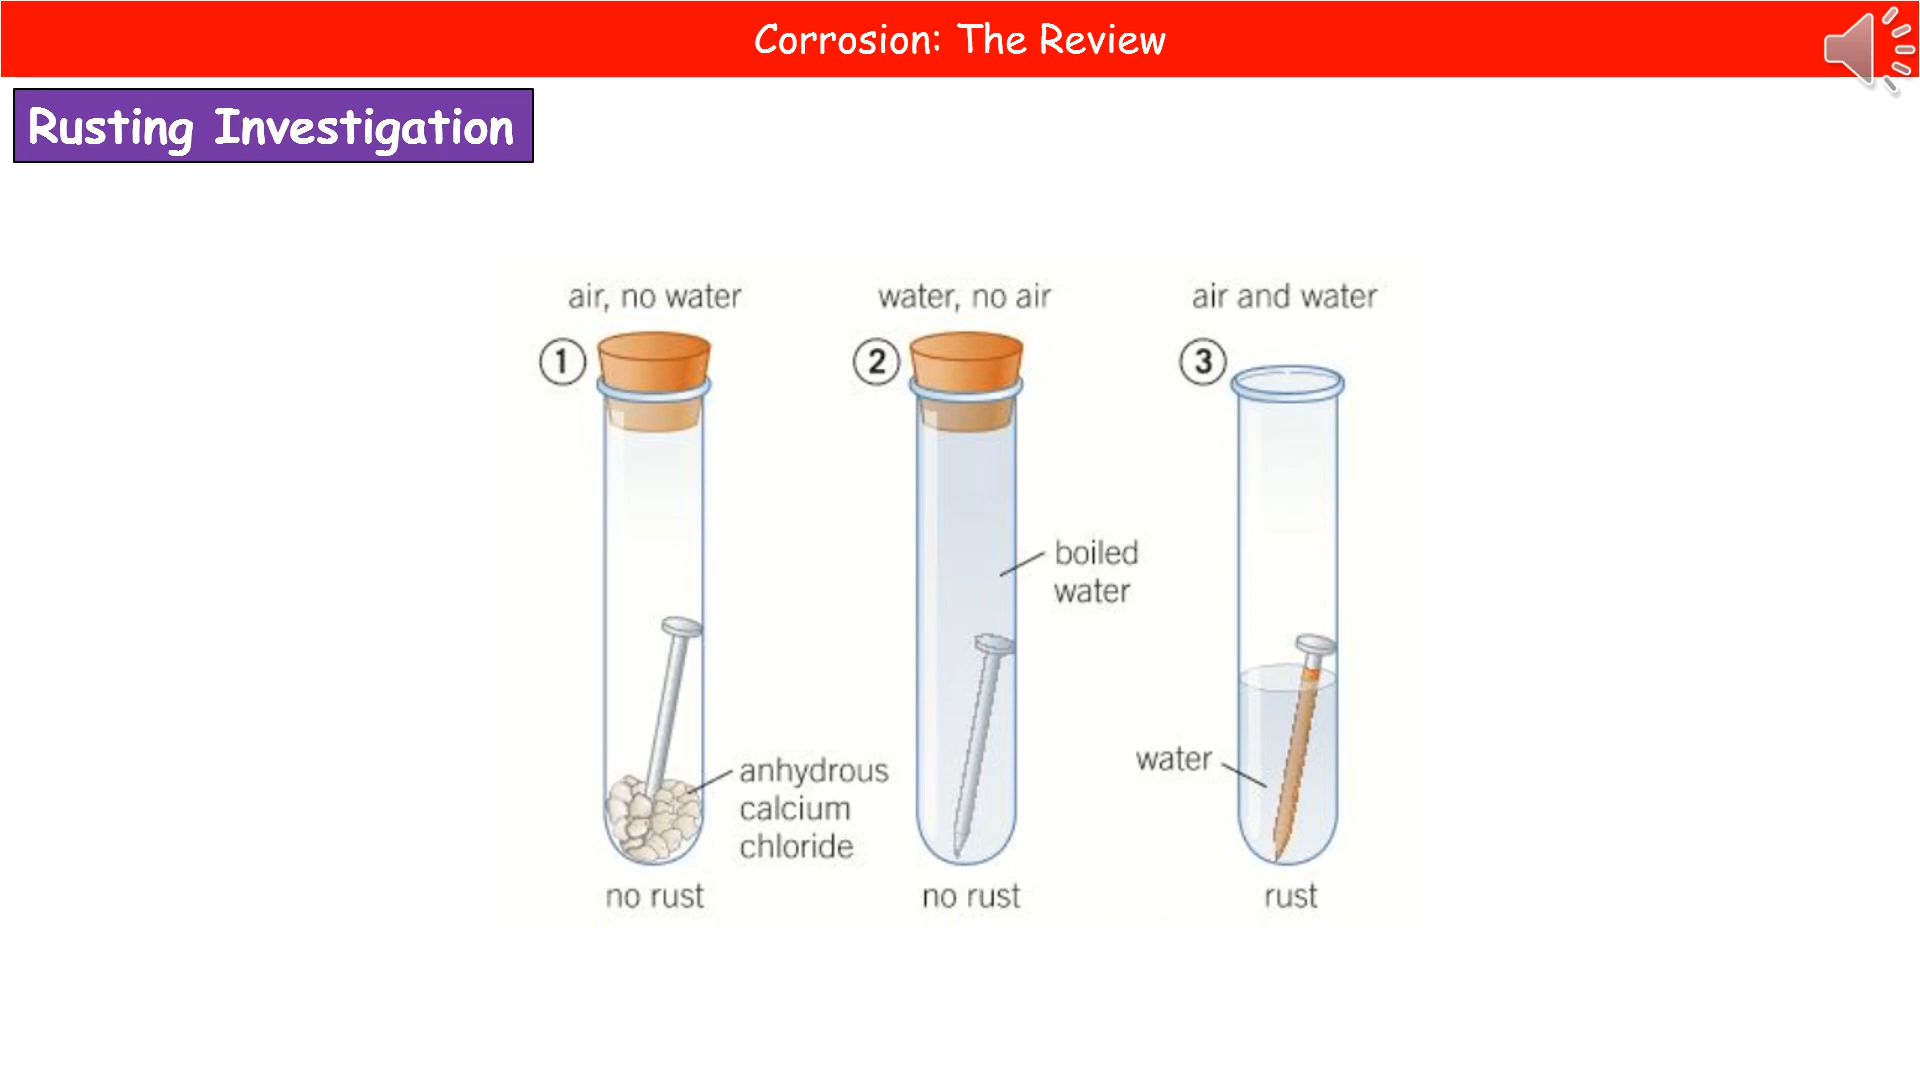 Corrosion: The Review
Rusting Investigation
air, no water
water, no air
air and water
1
2
3
boiled
water
water
anhydrous
calcium
chloride
no rust
no rust
rust